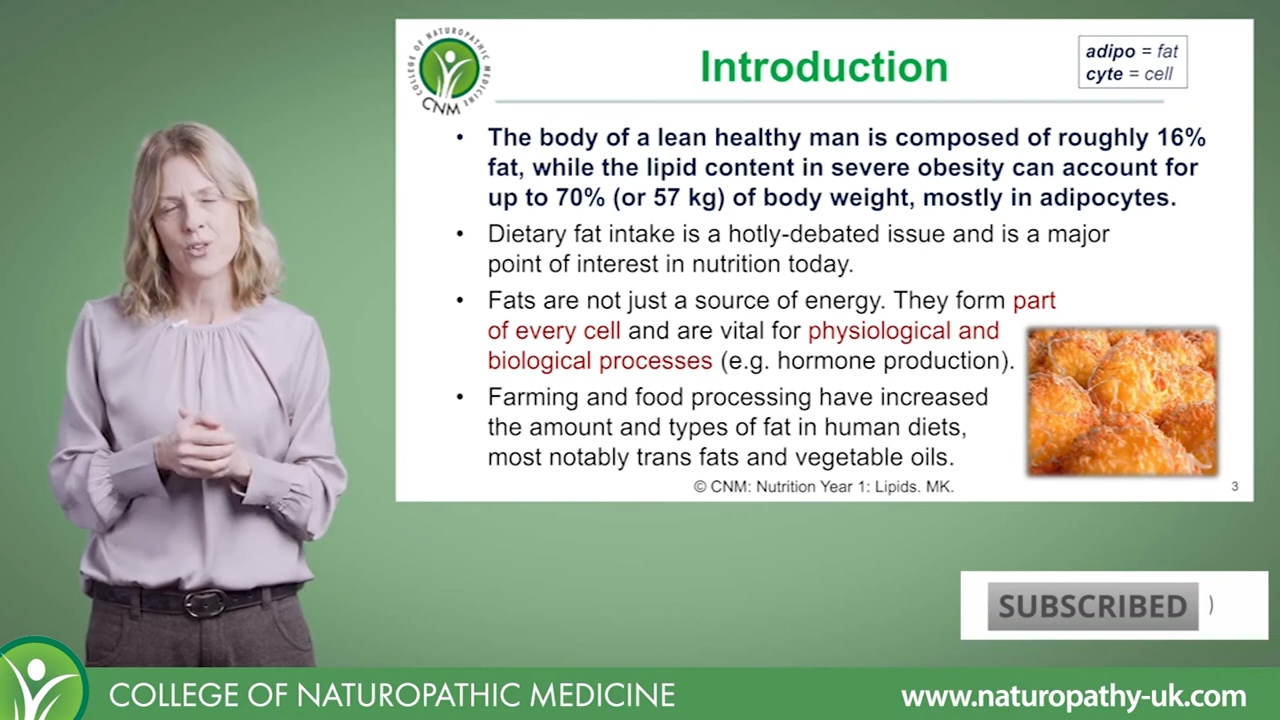 COLLEGE OF NATUROPATHIC MEDICINE
CNM
Introduction
adipo = fat
cyte = cell
• The body of a lean healthy man is composed of roughly 16%
fat, while the lipid content in severe obesity can account for
up to 70% (or 57 kg) of body weight, mostly in adipocytes.
• Dietary fat intake is a hotly-debated issue and is a major
point of interest in nutrition today.
• Fats are not just a source of energy. They form part
of every cell and are vital for physiological and
biological processes (e.g. hormone production).
• Farming and food processing have increased
the amount and types of fat in human diets,
most notably trans fats and vegetable oils.
© CNM: Nutrition Year 1: Lipids. MK.
3
SUBSCRIBED
COLLEGE OF NATUROPATHIC MEDICINE
www.naturopathy-uk.com